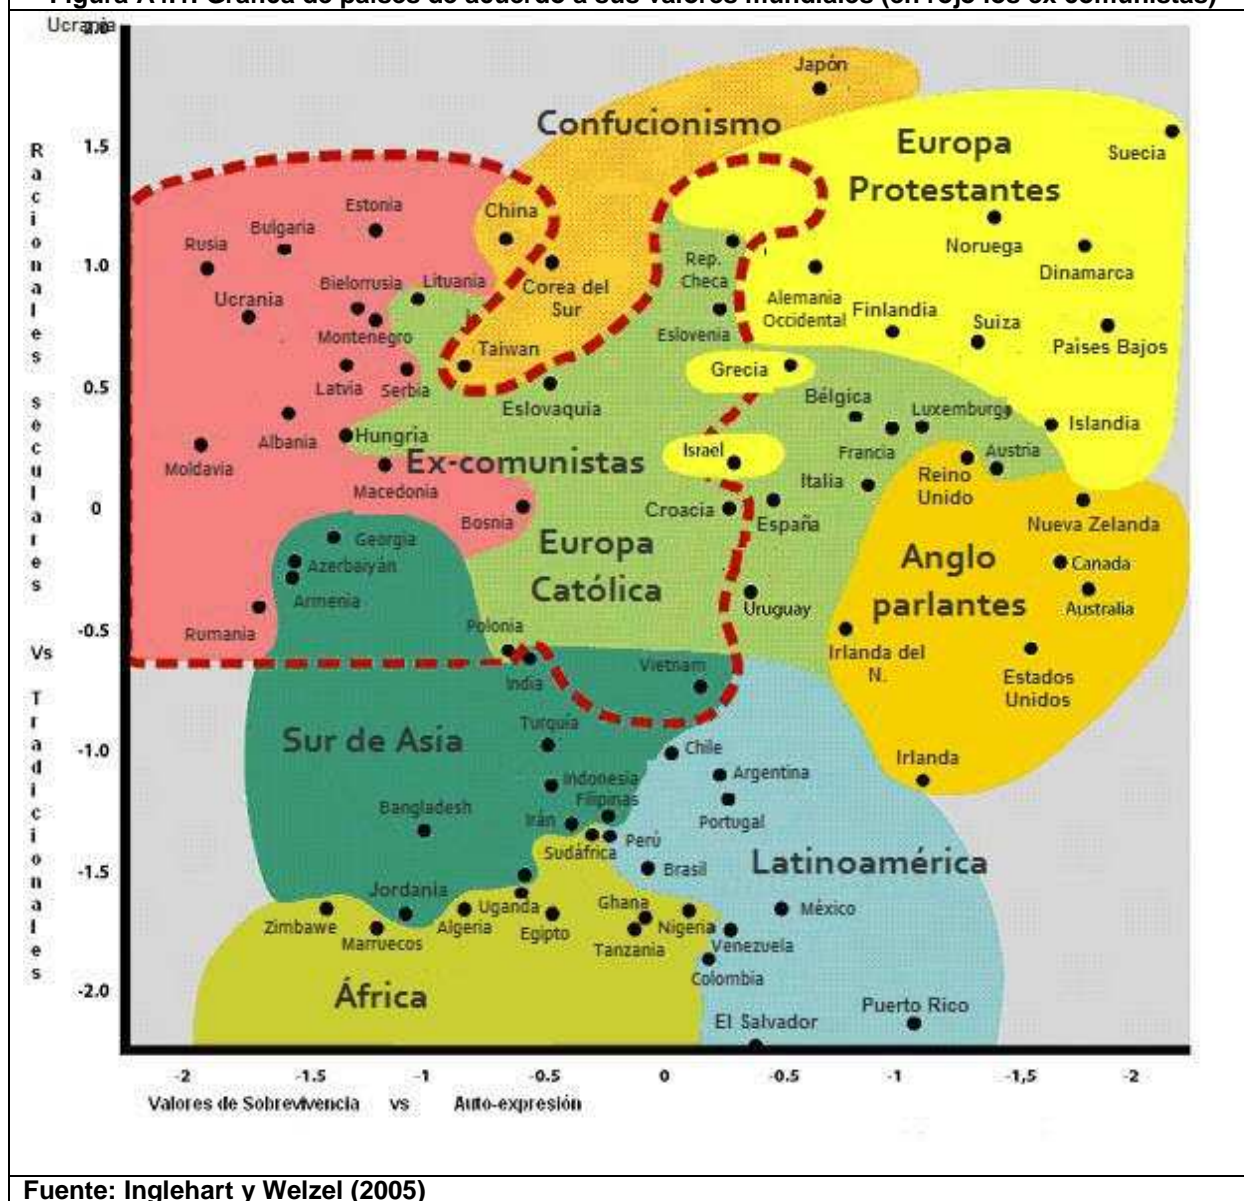 Figura A4.1. Gráfica de países de acuerdo a sus valores mundiales (en rojo los ex comunistas)
Ucrania
2.0
Japón
Confucionismo
Europa
Protestantes
1.5
Suecia
Estonia
China
Bulgaria
Rusia
Noruega
Rep.
Checa
1.0
Dinamarca
Bielorrusia
Lituania
Corea del
Sur
Ucrania
Alemania
Occidental
Finlandia
Suiza
Montenegro
Eslovenia
Paises Bajos
Taiwan
Grecia
Latvia
Serbia
0.5
Eslovaquia
Bélgica
Luxemburgo
Islandia
Albania
Hungría
Francia
Austria
Moldavia
Ex-comunistas
Israel
Reino
Unido
Italia
Macedonia
0
Bosnia
Croacia
España
Nueva Zelanda
Georgia
Europa
Católica
Anglo
parlantes
Azerbaiyán
Canada
Armenia
Uruguay
Australia
Rumania
-0.5
Polonia
Irlanda del
N.
Vietnam
India
Estados
Unidos
Turquía
Sur de Asia
-1.0
Chile
Irlanda
Indonesia
Argentina
Filipinas
Bangladesh
Irán
Portugal
Sudáfrica
Perú
Latinoamérica
-1.5
Brasil
Jordania
Uganda
Ghana
México
Zimbawe
Algeria
Egipto
Nigeria
Marruecos
Tanzania
Venezuela
Colombia
-2.0
África
Puerto Rico
El Salvador
Racionales seculares Vs Tradicionales
-2 -1.5 -1 -0.5 0 -0.5 -1 -1,5 -2
Valores de Sobrevivencia vs Auto-expresión
Fuente: Inglehart y Welzel (2005)